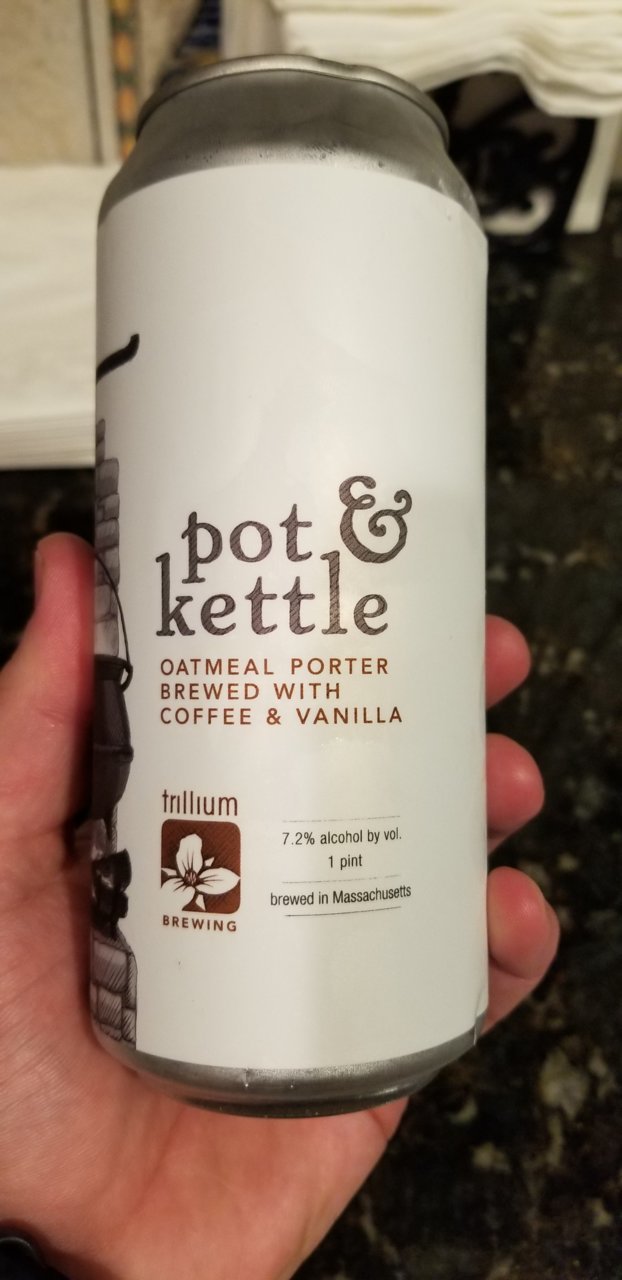 pot &
kettle
OATMEAL PORTER
BREWED WITH
COFFEE & VANILLA
trillium
BREWING
7.2% alcohol by vol.
1 pint
brewed in Massachusetts